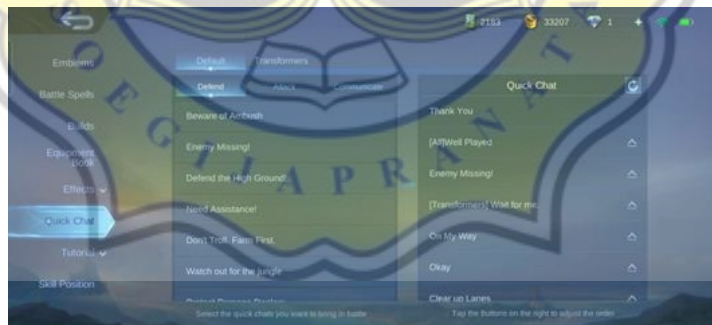 2183
33207
1
Emblems
Battle Spells
Builds
Equipment
Book
Effects
Quick Chat
Tutorial
Skill Position
Default
Transformers
Defend
Attack
Communicate
Beware of Ambush
Enemy Missing!
Defend the High Ground!
Need Assistance!
Don't Troll. Farm First.
Watch out for the jungle
Select the quick chats you want to bring in battle
Quick Chat
Thank You
[All]Well Played
Enemy Missing!
[Transformers] Wait for me.
On My Way
Okay
Clear up Lanes
Tap the Buttons on the right to adjust the order
OEGIJAPRANATA